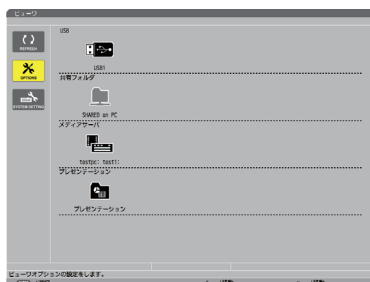 ビューワ
USB
REFRESH
USB1
OPTIONS
共有フォルダ
SYSTEM SETTING
SHARED on PC
メディアサーバ
testpc: test1:
プレゼンテーション
プレゼンテーション
ビューワオプションの設定をします。